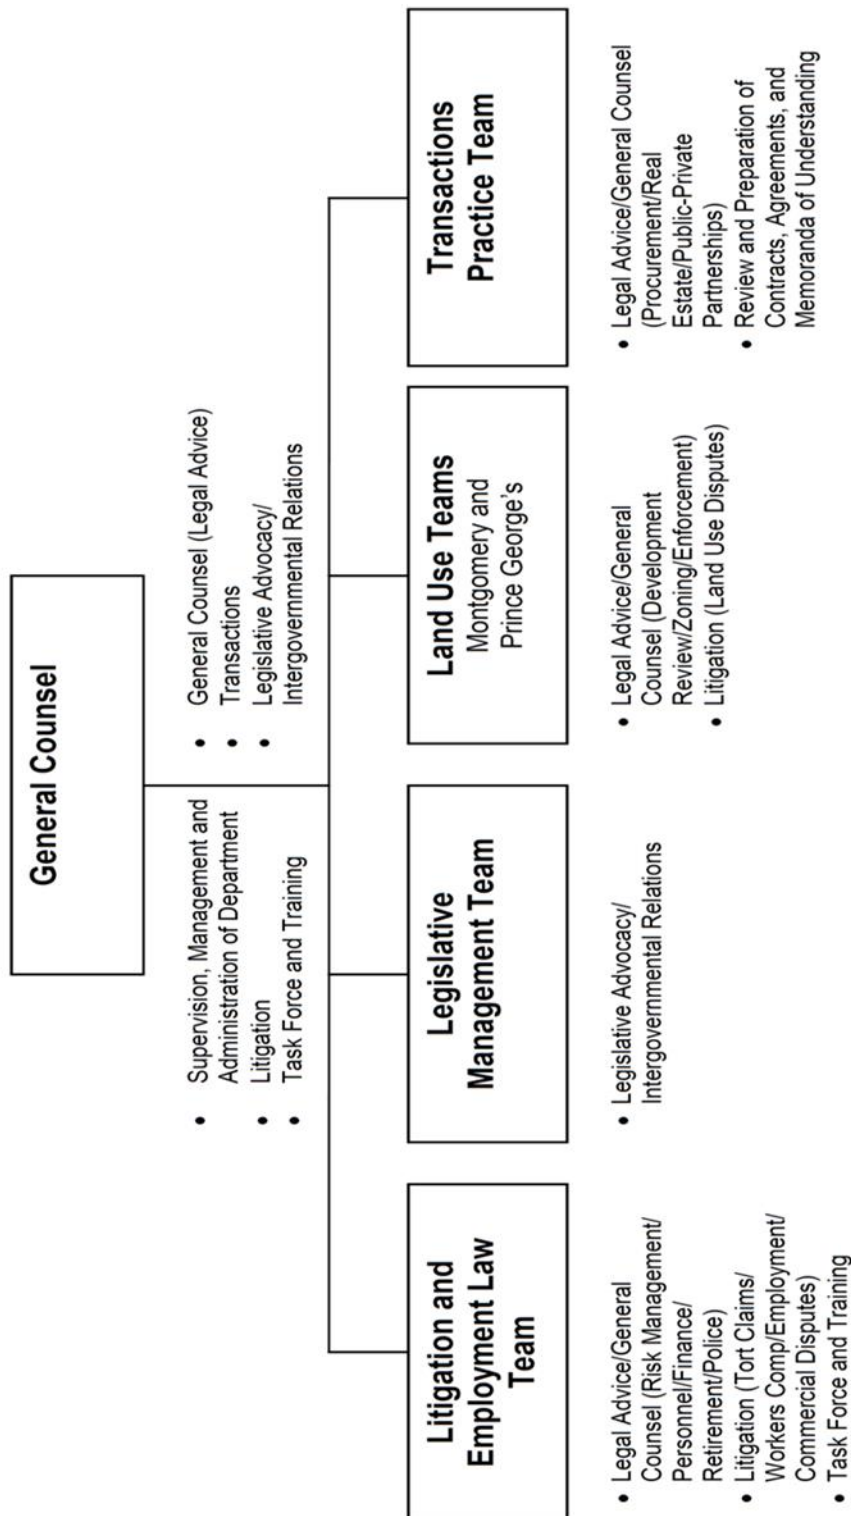 General Counsel
• Supervision, Management and
Administration of Department
• Litigation
• Task Force and Training
• General Counsel (Legal Advice)
• Transactions
• Legislative Advocacy/
Intergovernmental Relations
Litigation and
Employment Law
Team
• Legal Advice/General
Counsel (Risk Management/
Personnel/Finance/
Retirement/Police)
• Litigation (Tort Claims/
Workers Comp/Employment/
Commercial Disputes)
• Task Force and Training
Legislative
Management Team
• Legislative Advocacy/
Intergovernmental Relations
Land Use Teams
Montgomery and
Prince George’s
• Legal Advice/General
Counsel (Development
Review/Zoning/Enforcement)
• Litigation (Land Use Disputes)
Transactions
Practice Team
• Legal Advice/General Counsel
(Procurement/Real
Estate/Public-Private
Partnerships)
• Review and Preparation of
Contracts, Agreements, and
Memoranda of Understanding